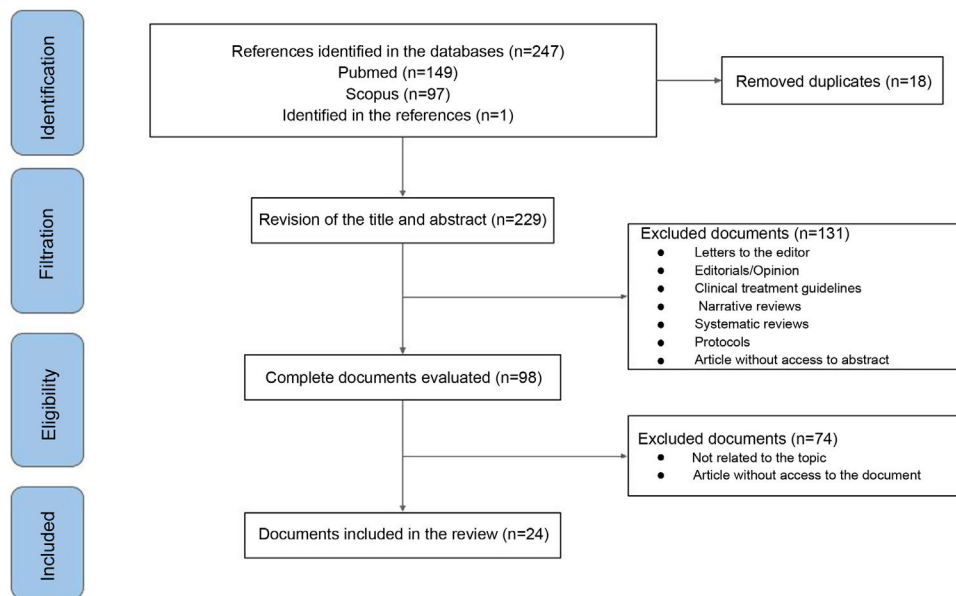 Identification
References identified in the databases (n=247)
Pubmed (n=149)
Scopus (n=97)
Identified in the references (n=1)
Removed duplicates (n=18)
Filtration
Revision of the title and abstract (n=229)
Excluded documents (n=131)
● Letters to the editor
● Editorials/Opinion
● Clinical treatment guidelines
● Narrative reviews
● Systematic reviews
● Protocols
● Article without access to abstract
Eligibility
Complete documents evaluated (n=98)
Excluded documents (n=74)
● Not related to the topic
● Article without access to the document
Included
Documents included in the review (n=24)